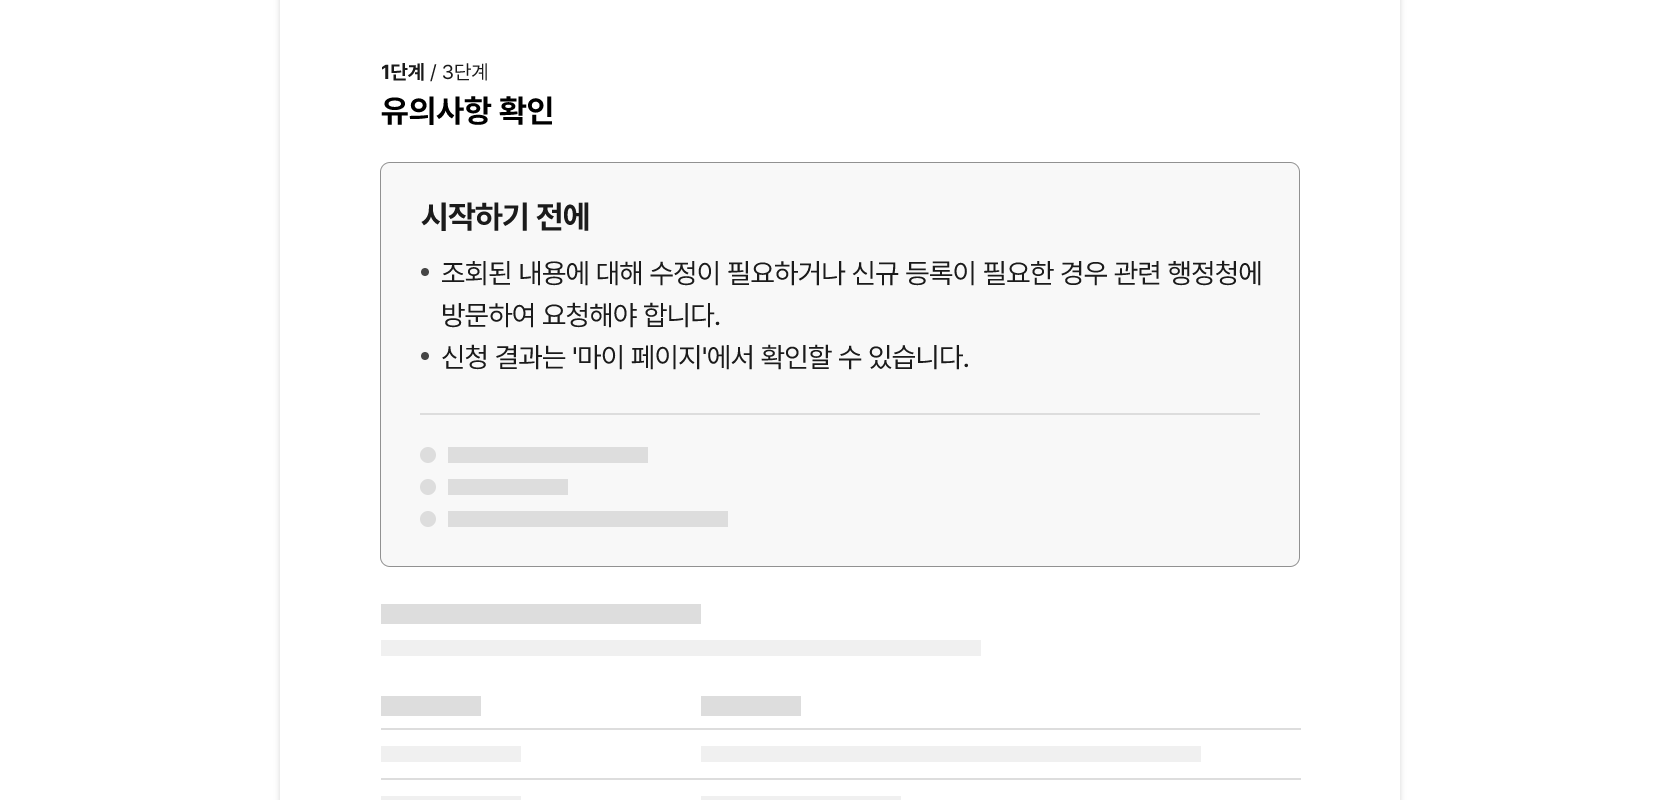 1단계 / 3단계
유의사항 확인
시작하기 전에
• 조회된 내용에 대해 수정이 필요하거나 신규 등록이 필요한 경우 관련 행정청에
방문하여 요청해야 합니다.
• 신청 결과는 '마이 페이지'에서 확인할 수 있습니다.